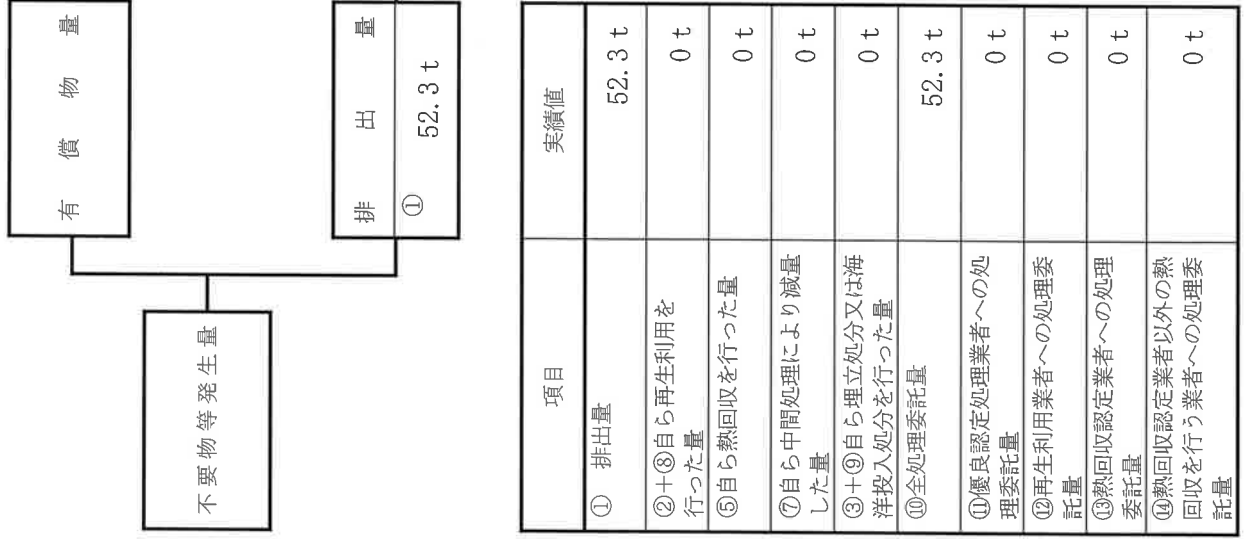 不要物等発生量
有償物量
排出量
① 52.3 t
項目 実績値
① 排出量 52.3 t
②+⑧自ら再生利用を
行った量 0 t
⑤自ら熱回収を行った量 0 t
⑦自ら中間処理により減量
した量 0 t
③+⑨自ら埋立処分又は海
洋投入処分を行った量 0 t
⑩全処理委託量 52.3 t
⑪優良認定処理業者への処
理委託量 0 t
⑫再生利用業者への処理委
託量 0 t
⑬熱回収認定業者への処理
委託量 0 t
⑭熱回収認定業者以外の熱
回収を行う業者への処理委
託量 0 t